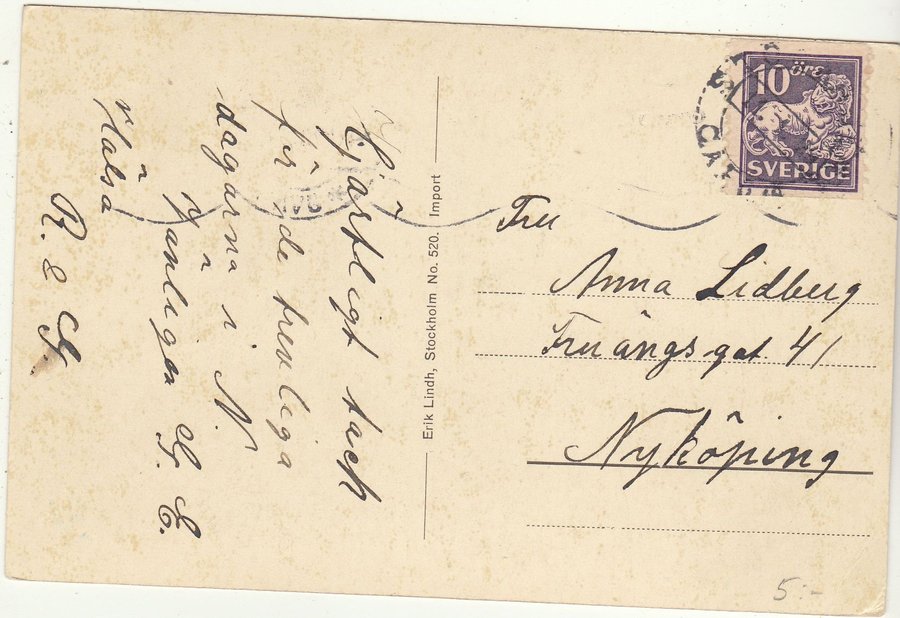 Hjärtligt tack
för de trevliga
dagarna i N.
Vänligen G. E.
Hälsa
R. & G.
Erik Lindh, Stockholm No. 520. Import
10 öre
SVERIGE
Fru
Anna Lidberg
Fruängsgat. 41
Nyköping
5:-